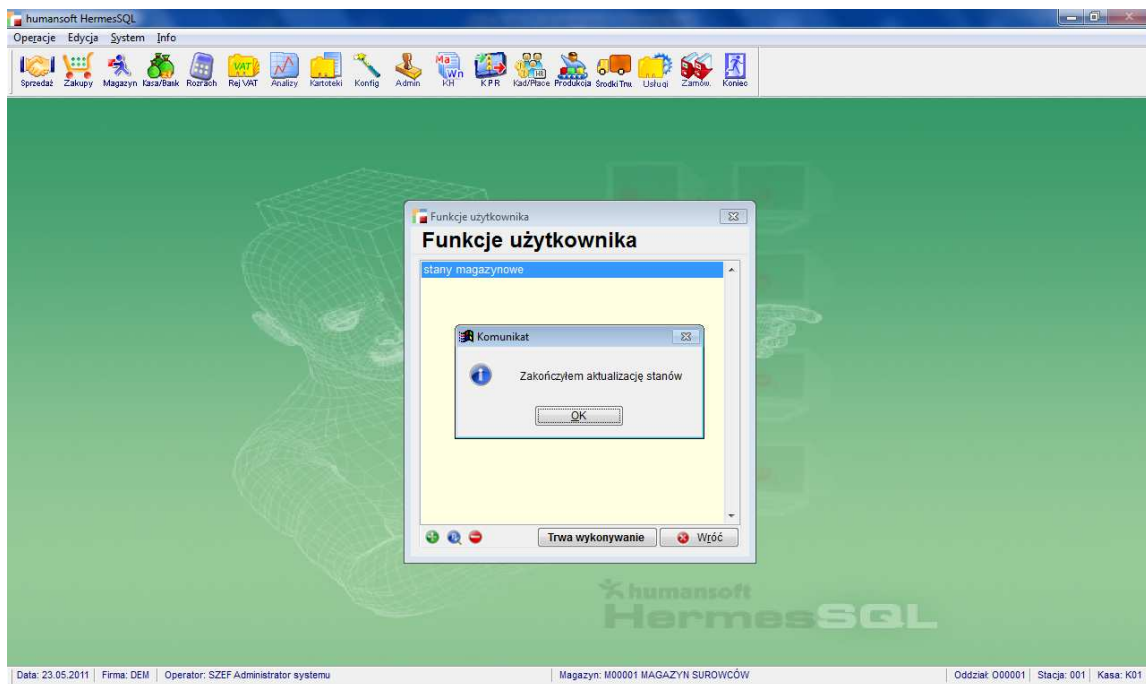 humansoft HermesSQL
Operacje Edycja System Info
Sprzedaż Zakupy Magazyn Kasa/Bank Rozrach Rej VAT Analizy Kartoteki Konfig Admin KH K P R Kad/Płace Produkcja Środki Trw. Usługi Zamów. Koniec
Funkcje użytkownika
Funkcje użytkownika
stany magazynowe
Komunikat
Zakończyłem aktualizację stanów
OK
Trwa wykonywanie Wróć
humansoft
HermesSQL
Data: 23.05.2011 Firma: DEM Operator: SZEF Administrator systemu Magazyn: M00001 MAGAZYN SUROWCÓW Oddział: O00001 Stacja: 001 Kasa: K01